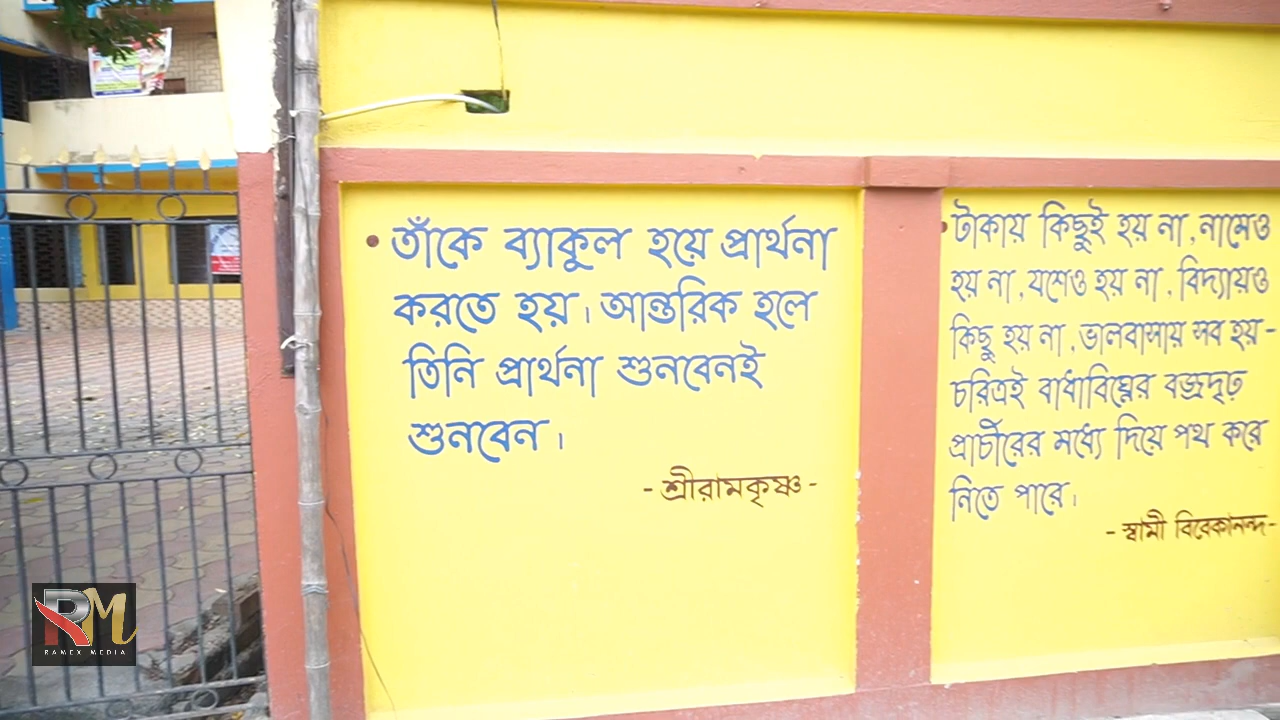 তাঁকে ব্যাকুল হয়ে প্রার্থনা
করতে হয়। আন্তরিক হলে
তিনি প্রার্থনা শুনবেনই
শুনবেন।
- শ্রীরামকৃষ্ণ -
টাকায় কিছুই হয় না, নামেও
হয় না, যশেও হয় না, বিদ্যায়ও
কিছু হয় না, ভালবাসায় সব হয় -
চরিত্রই বাধাবিঘ্নের বজ্রদৃঢ়
প্রাচীরের মধ্যে দিয়ে পথ করে
নিতে পারে।
- স্বামী বিবেকানন্দ -
RM
RAMEX MEDIA